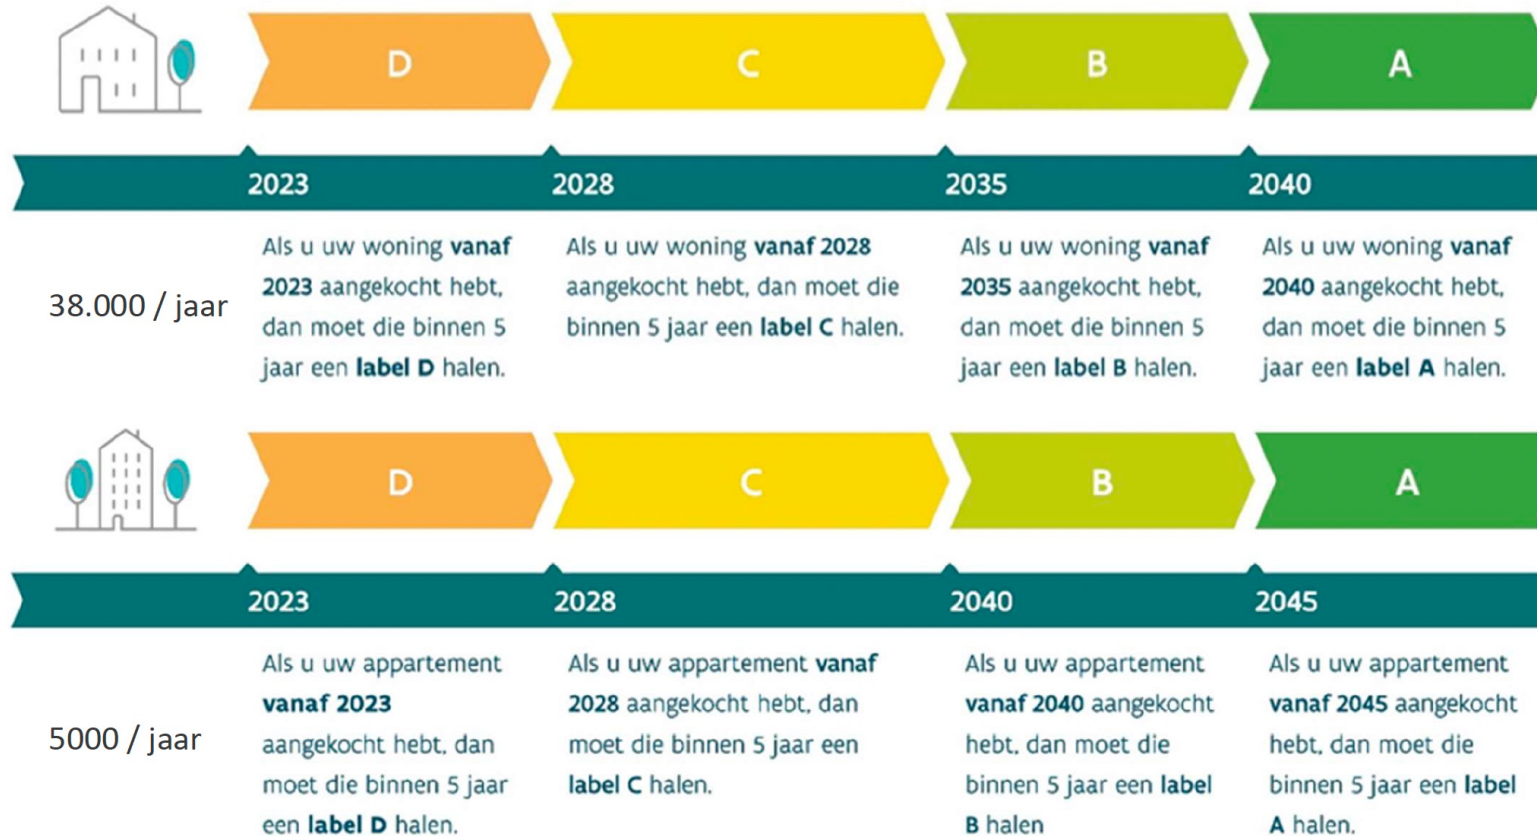 D
C
B
A
2023
2028
2035
2040
38.000 / jaar
Als u uw woning vanaf
2023 aangekocht hebt,
dan moet die binnen 5
jaar een label D halen.
Als u uw woning vanaf 2028
aangekocht hebt, dan moet die
binnen 5 jaar een label C halen.
Als u uw woning vanaf
2035 aangekocht hebt,
dan moet die binnen 5
jaar een label B halen.
Als u uw woning vanaf
2040 aangekocht hebt,
dan moet die binnen 5
jaar een label A halen.
D
C
B
A
2023
2028
2040
2045
5000 / jaar
Als u uw appartement
vanaf 2023
aangekocht hebt, dan
moet die binnen 5 jaar
een label D halen.
Als u uw appartement vanaf
2028 aangekocht hebt, dan
moet die binnen 5 jaar een
label C halen.
Als u uw appartement
vanaf 2040 aangekocht
hebt, dan moet die
binnen 5 jaar een label
B halen
Als u uw appartement
vanaf 2045 aangekocht
hebt, dan moet die
binnen 5 jaar een label
A halen.